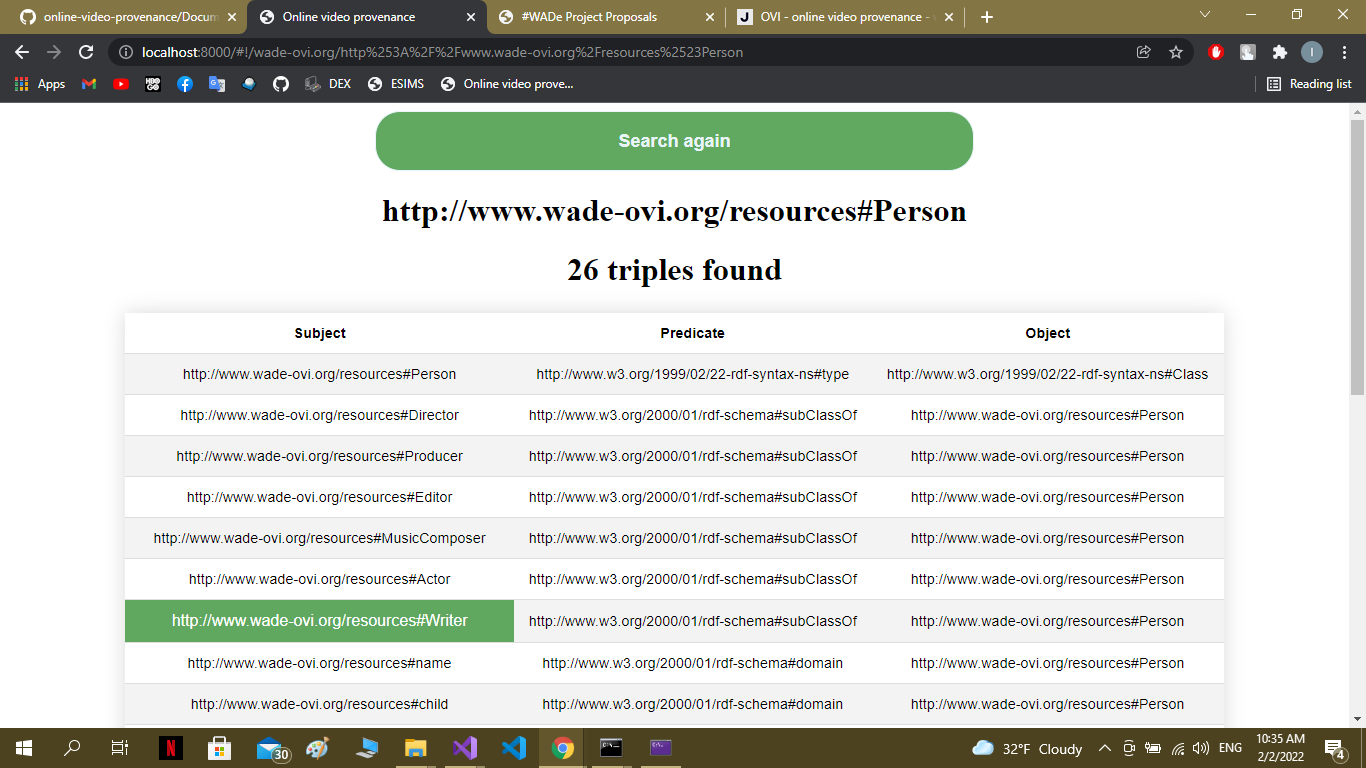 online-video-provenance/Docum
Online video provenance
#WADe Project Proposals
OVI - online video provenance -
localhost:8000/#!/wade-ovi.org/http%253A%2F%2Fwww.wade-ovi.org%2Fresources%2523Person
I
Apps
HBO GO
DEX
ESIMS
Online video prove...
Reading list
Search again
http://www.wade-ovi.org/resources#Person
26 triples found
Subject Predicate Object
http://www.wade-ovi.org/resources#Person http://www.w3.org/1999/02/22-rdf-syntax-ns#type http://www.w3.org/1999/02/22-rdf-syntax-ns#Class
http://www.wade-ovi.org/resources#Director http://www.w3.org/2000/01/rdf-schema#subClassOf http://www.wade-ovi.org/resources#Person
http://www.wade-ovi.org/resources#Producer http://www.w3.org/2000/01/rdf-schema#subClassOf http://www.wade-ovi.org/resources#Person
http://www.wade-ovi.org/resources#Editor http://www.w3.org/2000/01/rdf-schema#subClassOf http://www.wade-ovi.org/resources#Person
http://www.wade-ovi.org/resources#MusicComposer http://www.w3.org/2000/01/rdf-schema#subClassOf http://www.wade-ovi.org/resources#Person
http://www.wade-ovi.org/resources#Actor http://www.w3.org/2000/01/rdf-schema#subClassOf http://www.wade-ovi.org/resources#Person
http://www.wade-ovi.org/resources#Writer http://www.w3.org/2000/01/rdf-schema#subClassOf http://www.wade-ovi.org/resources#Person
http://www.wade-ovi.org/resources#name http://www.w3.org/2000/01/rdf-schema#domain http://www.wade-ovi.org/resources#Person
http://www.wade-ovi.org/resources#child http://www.w3.org/2000/01/rdf-schema#domain http://www.wade-ovi.org/resources#Person
N
30
32°F Cloudy
ENG
10:35 AM
2/2/2022
4